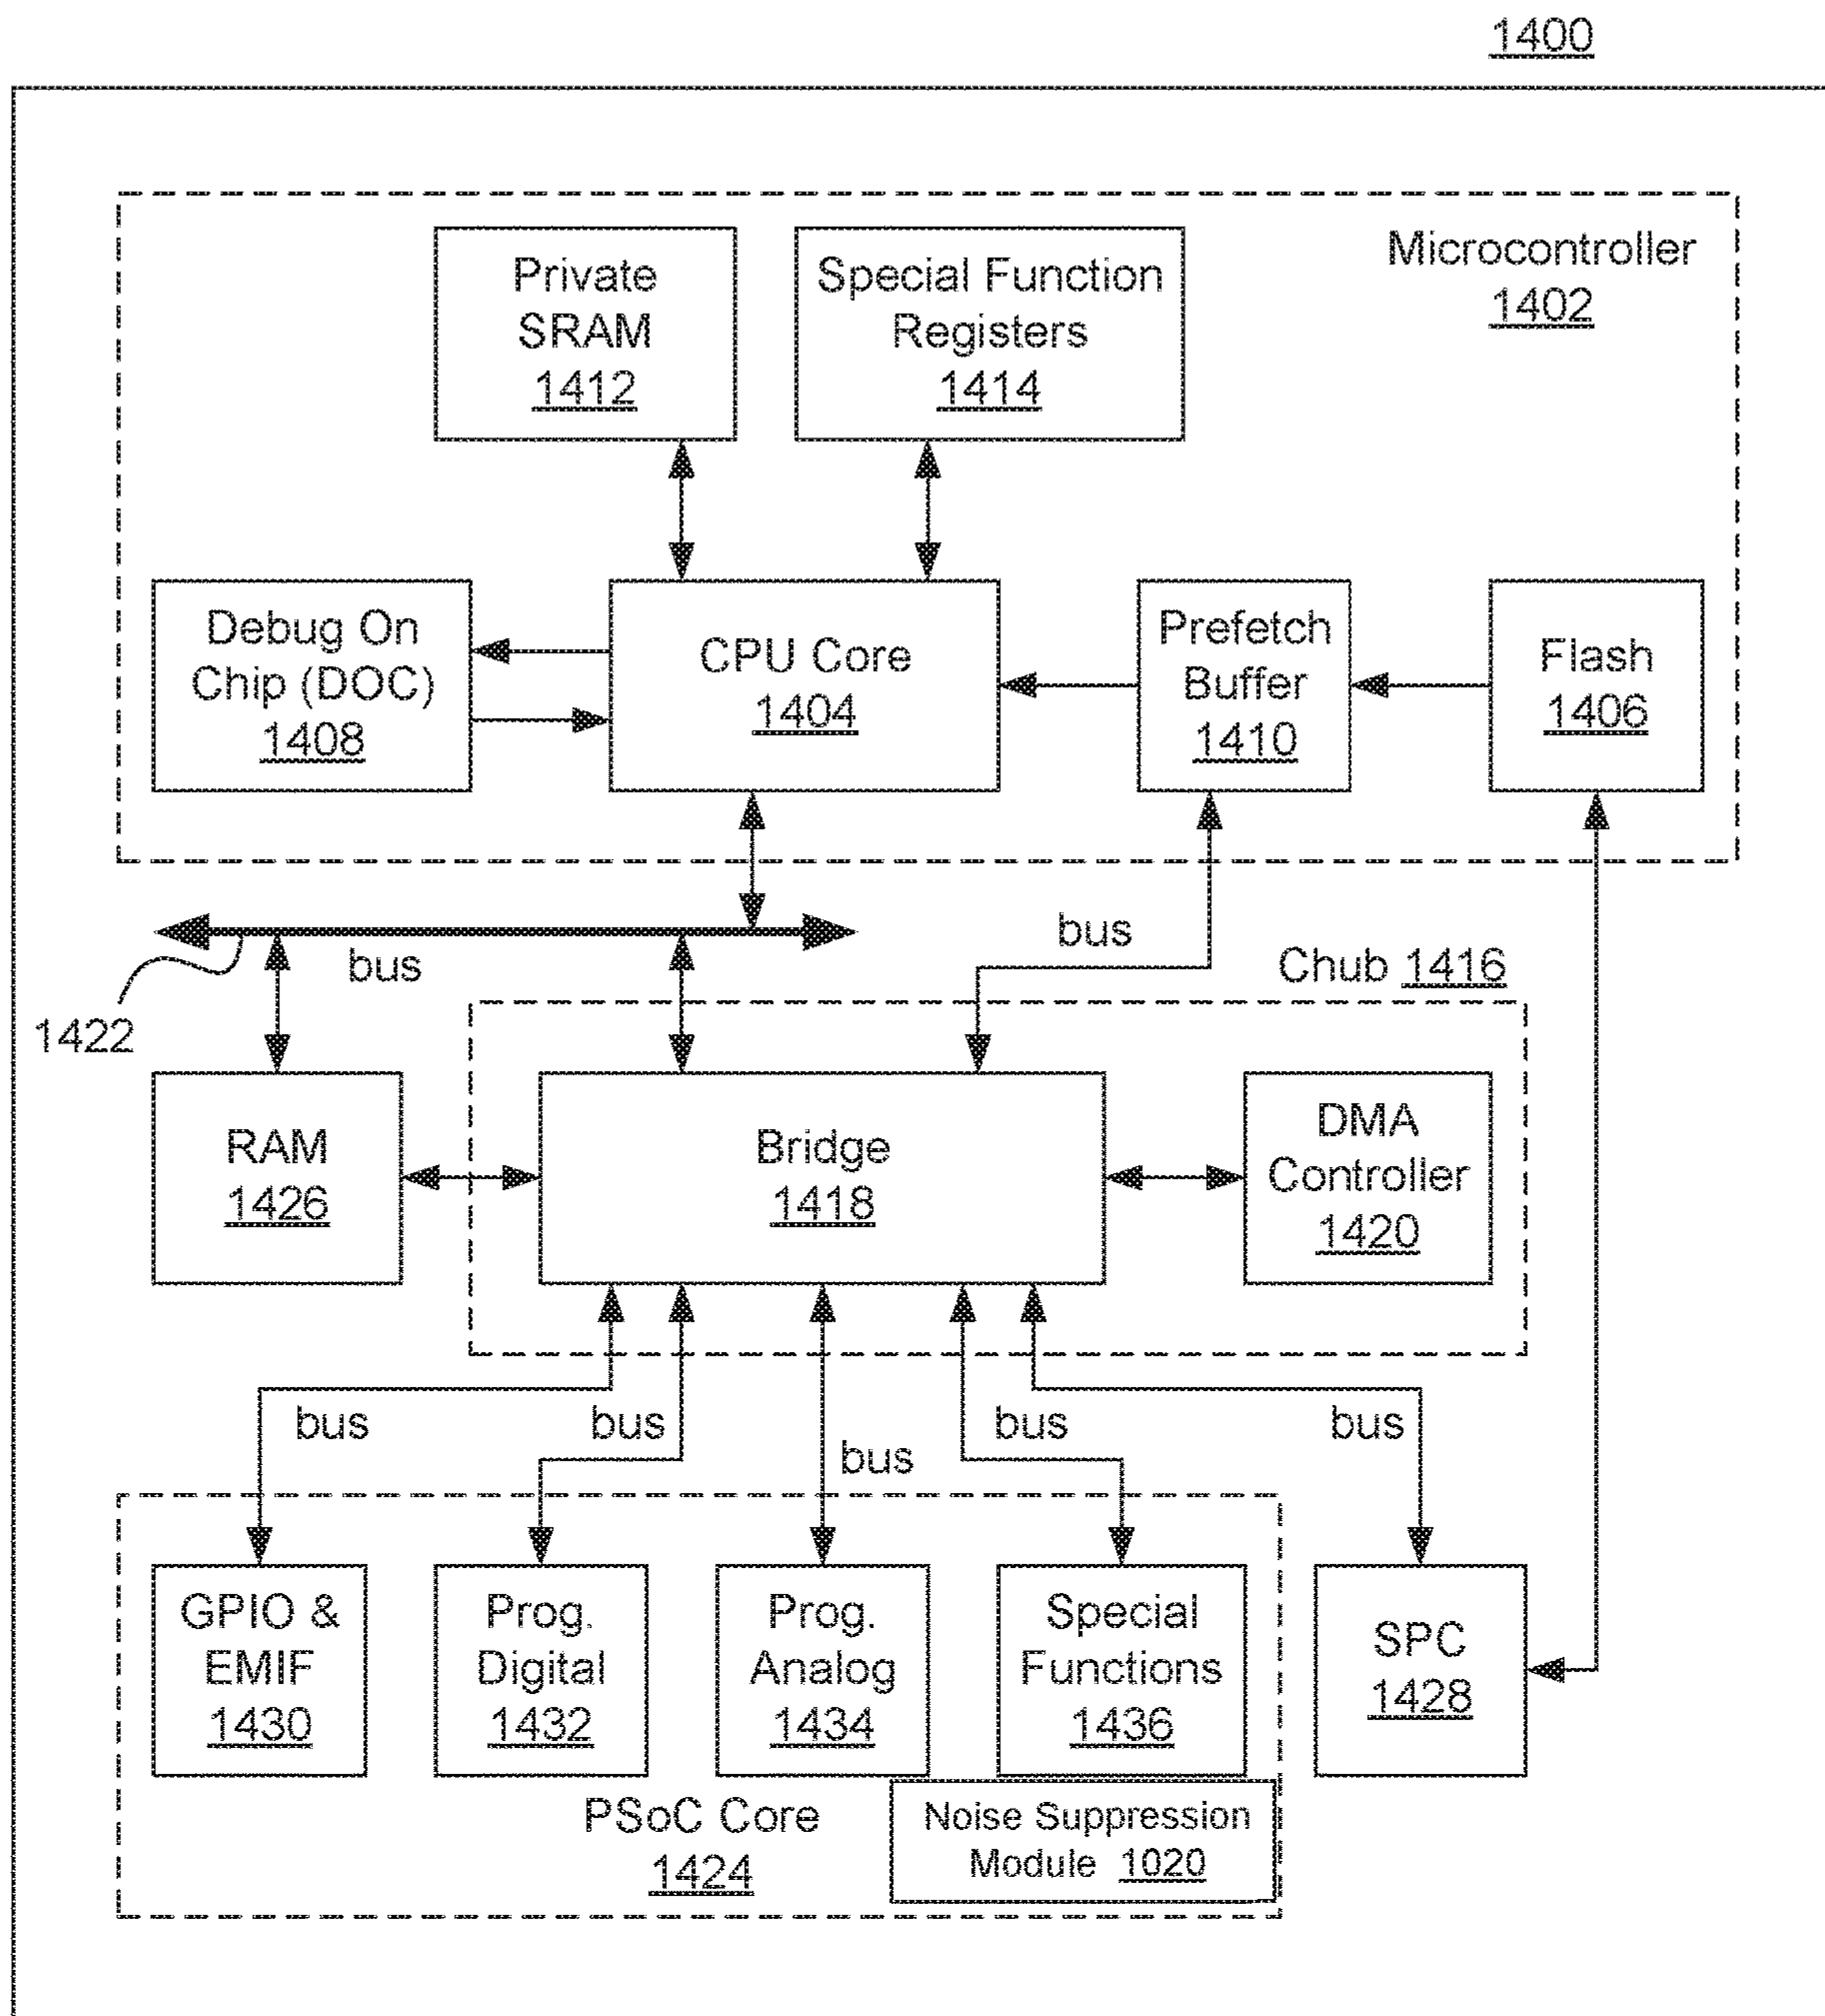 1400
Microcontroller
1402
Private
SRAM
1412
Special Function
Registers
1414
Debug On
Chip (DOC)
1408
CPU Core
1404
Prefetch
Buffer
1410
Flash
1406
bus
bus
1422
Chub 1416
RAM
1426
Bridge
1418
DMA
Controller
1420
bus
bus
bus
bus
bus
GPIO &
EMIF
1430
Prog.
Digital
1432
Prog.
Analog
1434
Special
Functions
1436
SPC
1428
PSoC Core
1424
Noise Suppression
Module 1020